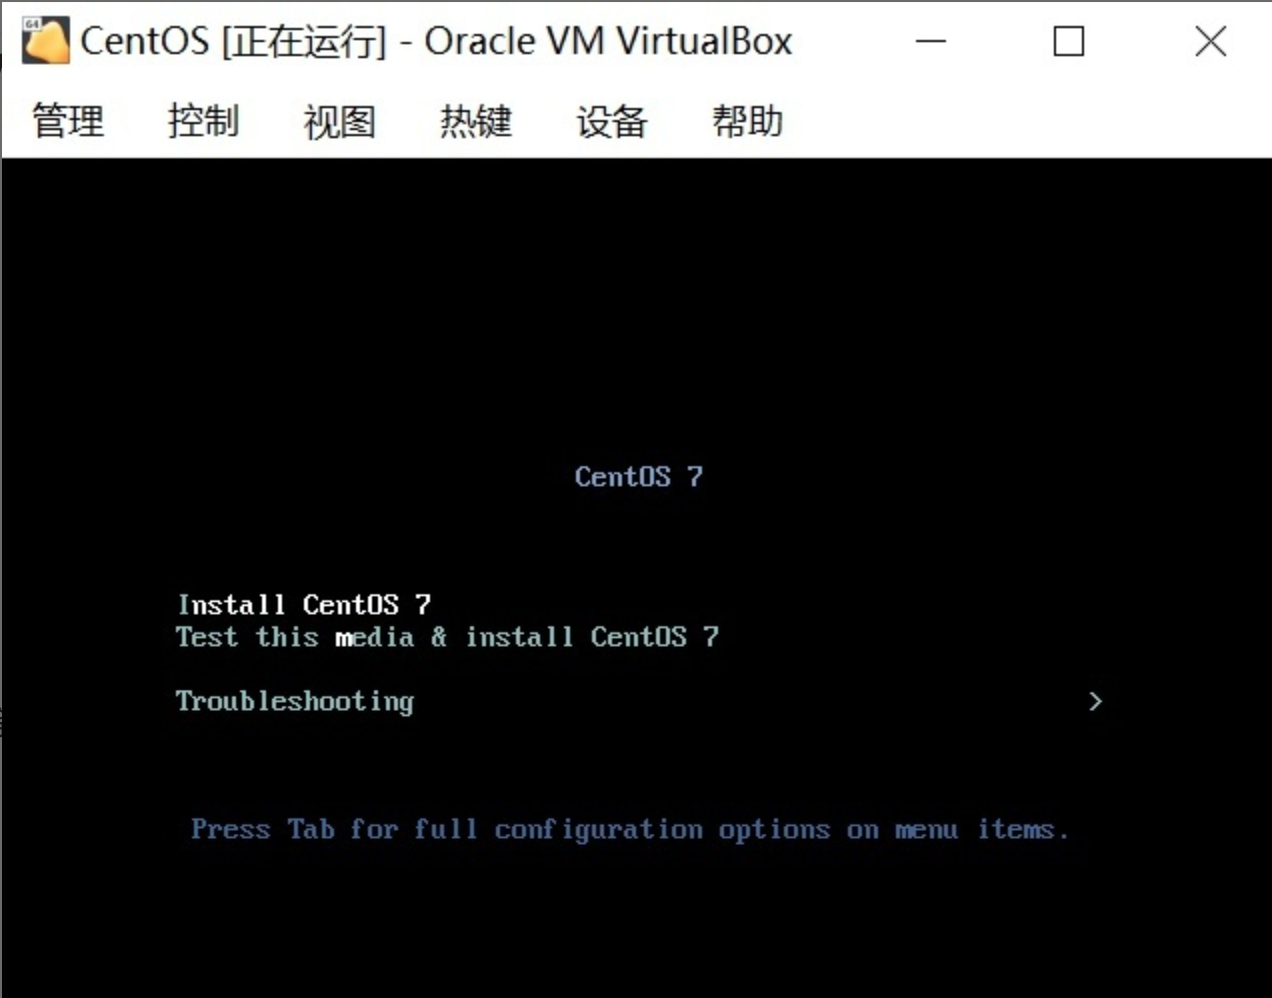 64
CentOS [正在运行] - Oracle VM VirtualBox
管理 控制 视图 热键 设备 帮助
CentOS 7
Install CentOS 7
Test this media & install CentOS 7
Troubleshooting >
Press Tab for full configuration options on menu items.